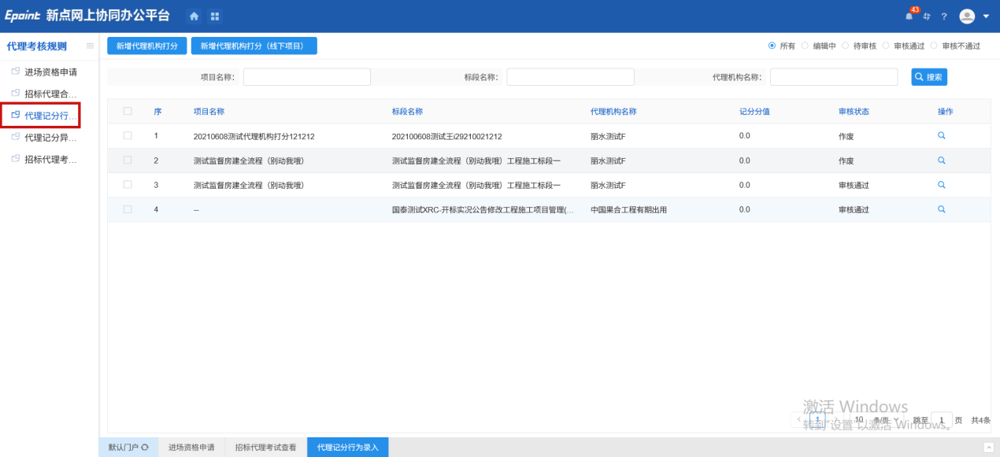 Epoint 新点网上协同办公平台 43 ?
代理考核规则
进场资格申请
招标代理合...
代理记分行...
代理记分异...
招标代理考...
新增代理机构打分 新增代理机构打分（线下项目） 所有 编辑中 待审核 审核通过 审核不通过
项目名称： 标段名称： 代理机构名称： 搜索
序 项目名称 标段名称 代理机构名称 记分分值 审核状态 操作
1 20210608测试代理机构打分121212 202100608测试王i29210021212 丽水测试F 0.0 作废
2 测试监督房建全流程（别动我哦） 测试监督房建全流程（别动我哦）工程施工标段一 丽水测试F 0.0 作废
3 测试监督房建全流程（别动我哦） 测试监督房建全流程（别动我哦）工程施工标段一 丽水测试F 0.0 审核通过
4 -- 国泰测试XRC-开标实况公告修改工程施工项目管理(... 中国果合工程有期出用 0.0 审核通过
激活 Windows
1 10 条/页 跳至 1 页 共4条
转到"设置"以激活 Windows。
默认门户 进场资格申请 招标代理考试查看 代理记分行为录入